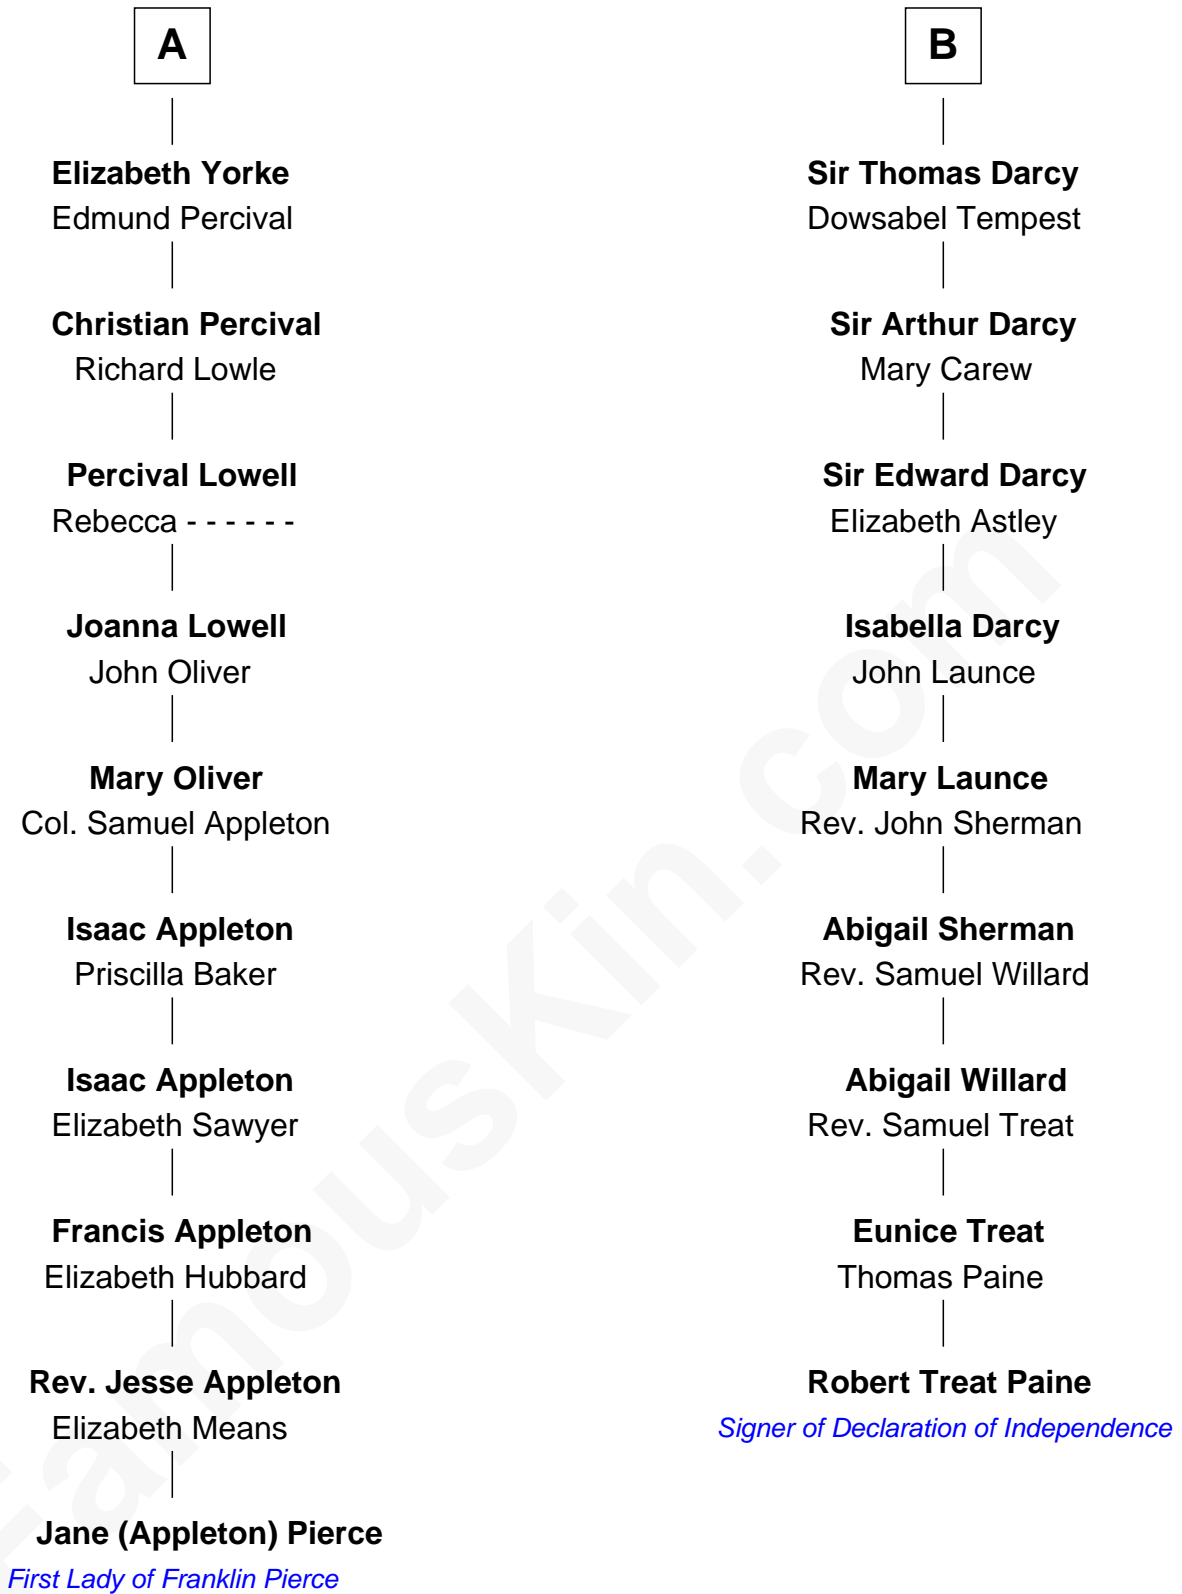 A
Elizabeth Yorke
Edmund Percival
Christian Percival
Richard Lowle
Percival Lowell
Rebecca - - - - - -
Joanna Lowell
John Oliver
Mary Oliver
Col. Samuel Appleton
Isaac Appleton
Priscilla Baker
Isaac Appleton
Elizabeth Sawyer
Francis Appleton
Elizabeth Hubbard
Rev. Jesse Appleton
Elizabeth Means
Jane (Appleton) Pierce
First Lady of Franklin Pierce
B
Sir Thomas Darcy
Dowsabel Tempest
Sir Arthur Darcy
Mary Carew
Sir Edward Darcy
Elizabeth Astley
Isabella Darcy
John Launce
Mary Launce
Rev. John Sherman
Abigail Sherman
Rev. Samuel Willard
Abigail Willard
Rev. Samuel Treat
Eunice Treat
Thomas Paine
Robert Treat Paine
Signer of Declaration of Independence
FamousKin.com